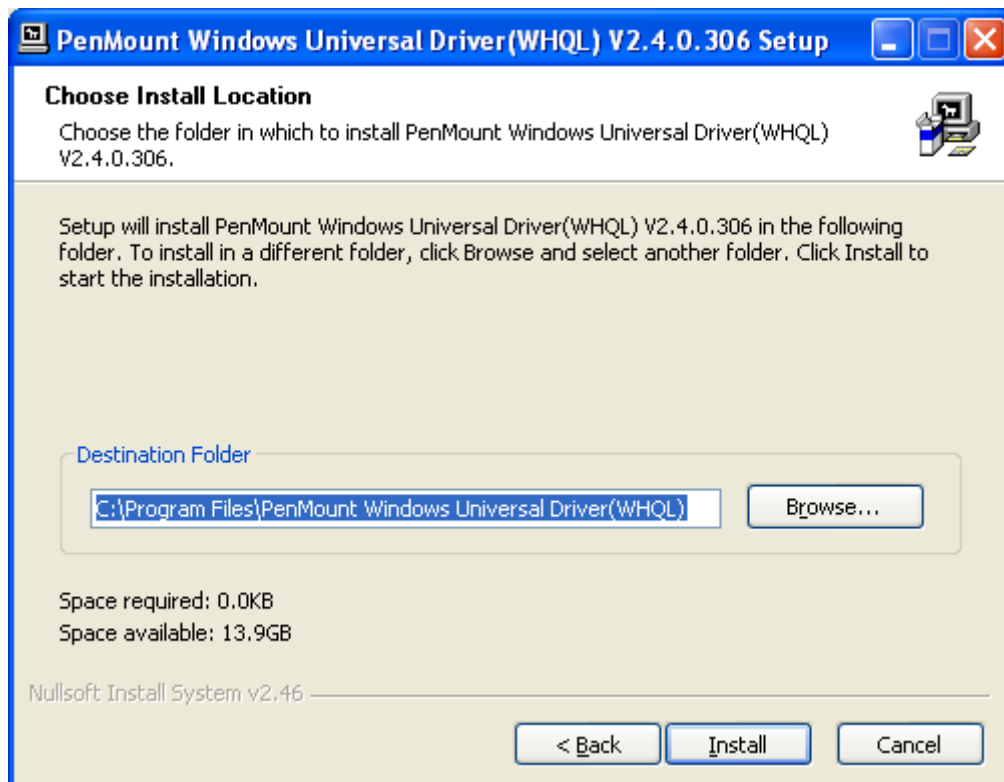 PenMount Windows Universal Driver(WHQL) V2.4.0.306 Setup
Choose Install Location
Choose the folder in which to install PenMount Windows Universal Driver(WHQL)
V2.4.0.306.
Setup will install PenMount Windows Universal Driver(WHQL) V2.4.0.306 in the following
folder. To install in a different folder, click Browse and select another folder. Click Install to
start the installation.
Destination Folder
C:\Program Files\PenMount Windows Universal Driver(WHQL)
Browse...
Space required: 0.0KB
Space available: 13.9GB
Nullsoft Install System v2.46
< Back
Install
Cancel